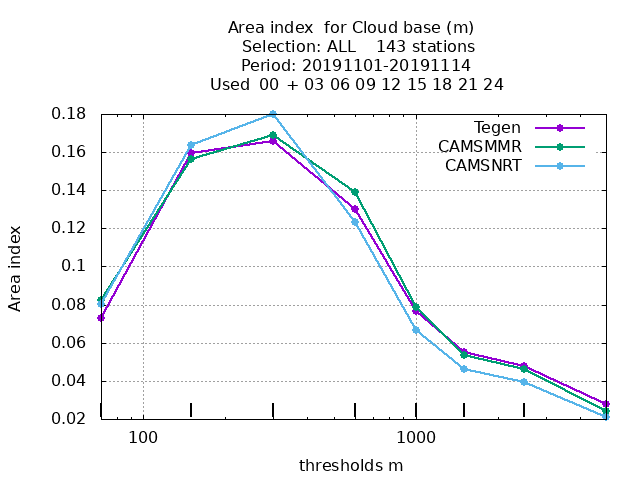 Area index  for Cloud base (m)
Selection: ALL    143 stations
Period: 20191101-20191114
Used  00 + 03 06 09 12 15 18 21 24
Tegen
CAMSMMR
CAMSNRT
0.18
0.16
0.14
0.12
0.1
0.08
0.06
0.04
0.02
Area index
100
1000
thresholds m